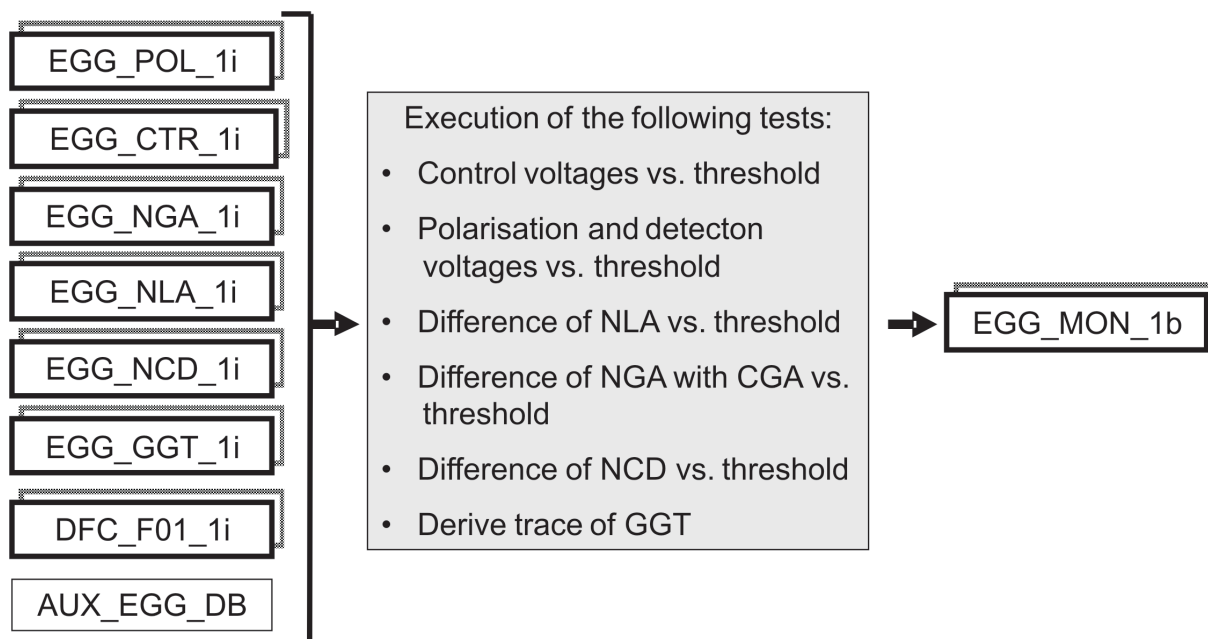 EGG_POL_1i
EGG_CTR_1i
EGG_NGA_1i
EGG_NLA_1i
EGG_NCD_1i
EGG_GGT_1i
DFC_F01_1i
AUX_EGG_DB
Execution of the following tests:
• Control voltages vs. threshold
• Polarisation and detecton
voltages vs. threshold
• Difference of NLA vs. threshold
• Difference of NGA with CGA vs.
threshold
• Difference of NCD vs. threshold
• Derive trace of GGT
EGG_MON_1b